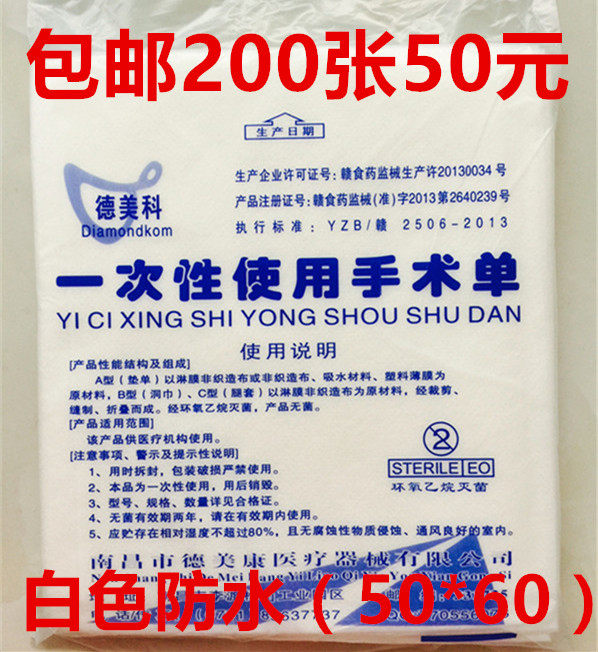 包邮200张50元
生产日期
生产企业许可证号：赣食药监械生产许20130034号
产品注册证号：赣食药监械(准)字2013第2640239号
执行标准：YZB/赣 2506-2013
德美科
Diamondkom
一次性使用手术单
YI CI XING SHI YONG SHOU SHU DAN
使用说明
[产品性能结构及组成]
A型（垫单）以淋膜非织造布或非织造布、吸水材料、塑料薄膜为
原材料，B型（洞巾）、C型（腿套）以淋膜非织造布为原材料，经裁剪、
缝制、折叠而成。经环氧乙烷灭菌，产品无菌。
[产品适用范围]
该产品供医疗机构使用。
[注意事项、警示及提示性说明]
1、用时拆封，包装破损严禁使用。
2、本品为一次性使用，用后销毁。
3、型号、规格、数量详见合格证。
4、无菌有效期两年，请在有效期内使用。
5、应贮存在相对湿度不超过80%，且无腐蚀性物质侵蚀、通风良好的室内。
2
STERILE EO
环氧乙烷灭菌
南昌市德美康医疗器械有限公司
白色防水（50*60）